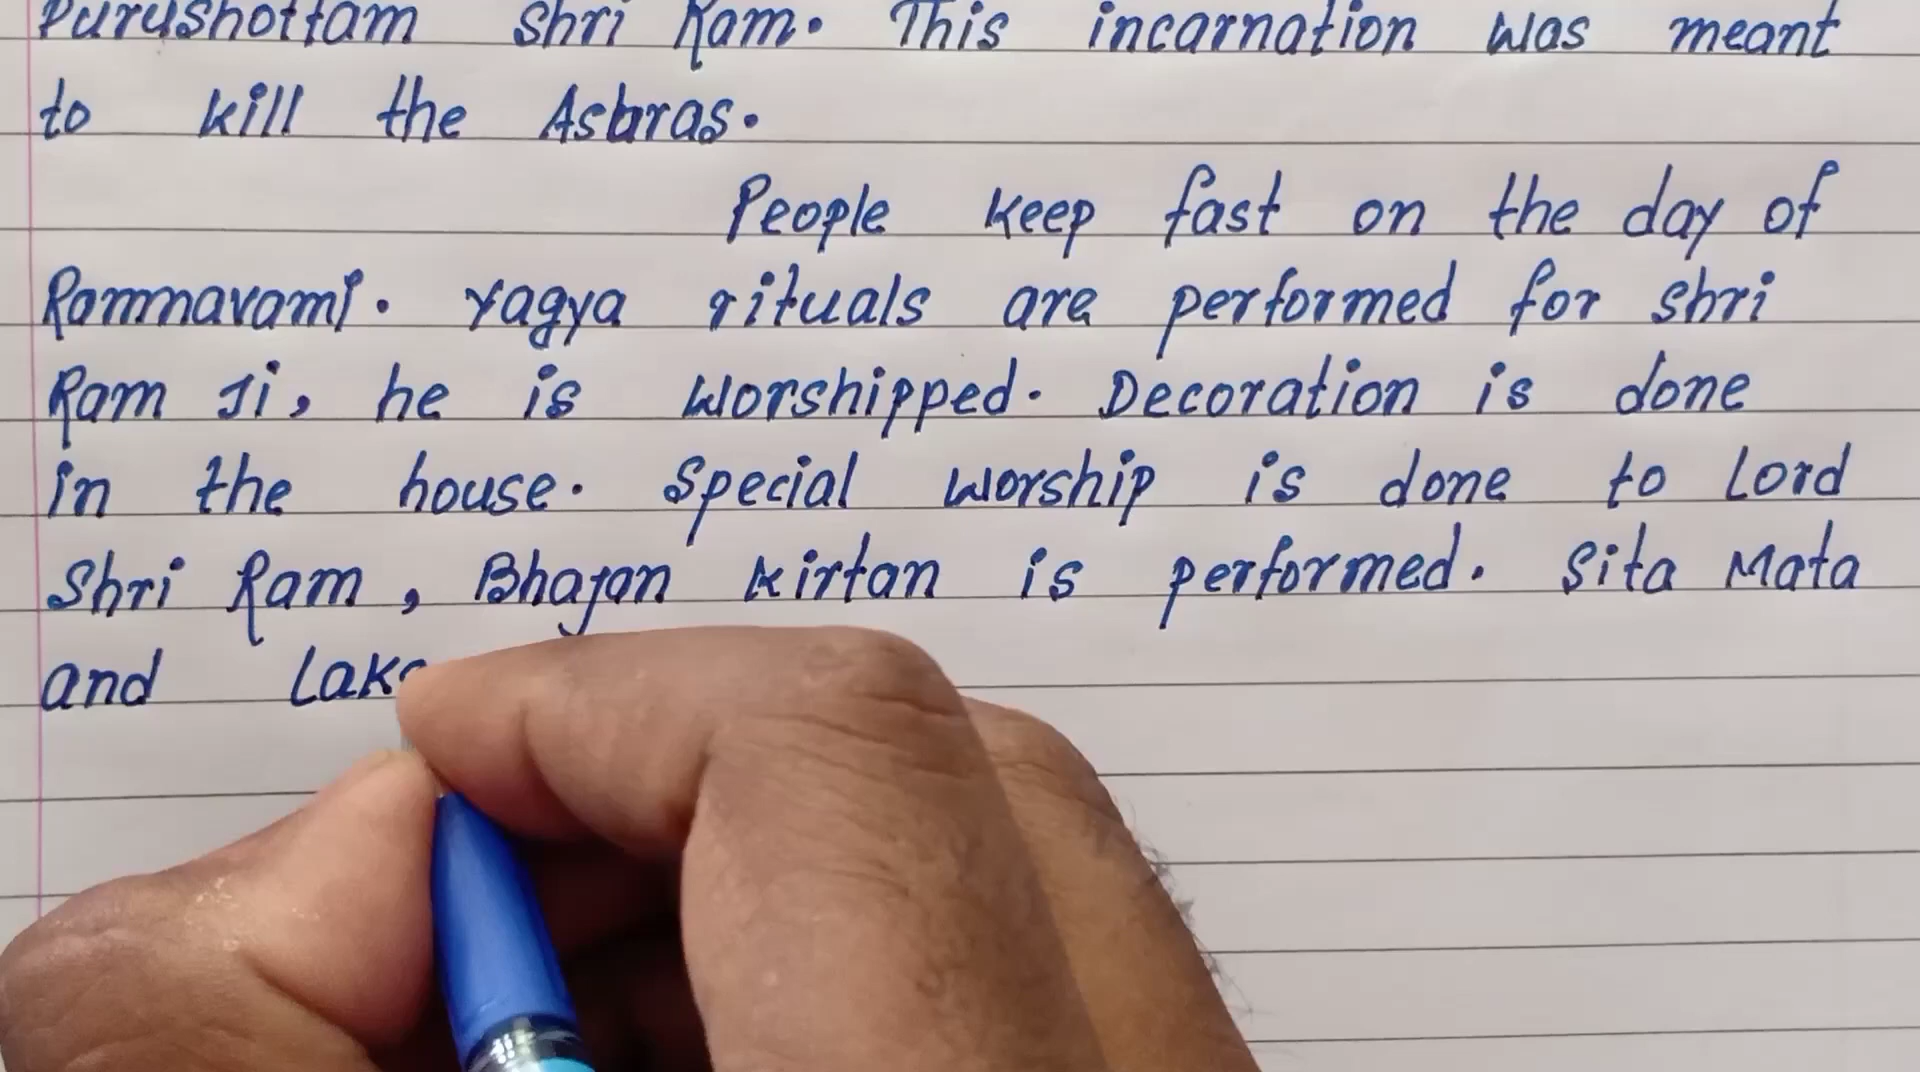 Purushottam Shri Ram. This incarnation was meant
to kill the Asuras.
People keep fast on the day of
Ramnavami. Yagya rituals are performed for Shri
Ram Ji, he is worshipped. Decoration is done
in the house. Special worship is done to Lord
Shri Ram, Bhajan kirtan is performed. Sita Mata
and Laks